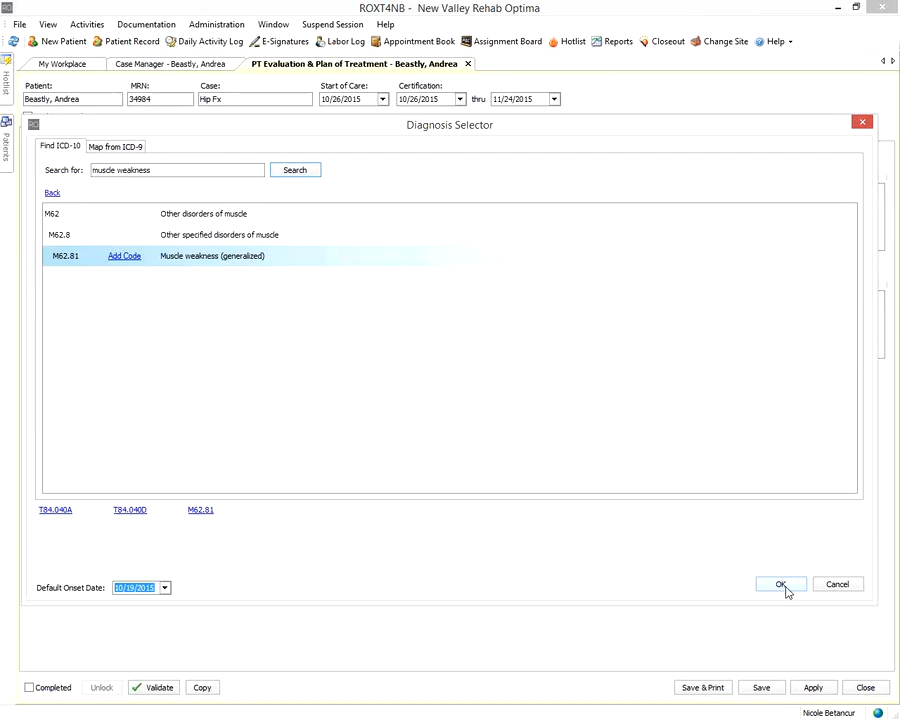 ROXT4NB - New Valley Rehab Optima
File View Activities Documentation Administration Window Suspend Session Help
New Patient Patient Record Daily Activity Log E-Signatures Labor Log Appointment Book Assignment Board Hotlist Reports Closeout Change Site Help
Hotlist
Patients
My Workplace Case Manager - Beastly, Andrea PT Evaluation & Plan of Treatment - Beastly, Andrea
Patient: MRN: Case: Start of Care: Certification:
Beastly, Andrea 34984 Hip Fx 10/26/2015 10/26/2015 thru 11/24/2015
Diagnosis Selector
Find ICD-10 Map from ICD-9
Search for: muscle weakness Search
Back
M62 Other disorders of muscle
M62.8 Other specified disorders of muscle
M62.81 Add Code Muscle weakness (generalized)
T84.040A T84.040D M62.81
Default Onset Date: 10/19/2015 OK Cancel
Completed Unlock Validate Copy Save & Print Save Apply Close
Nicole Betancur